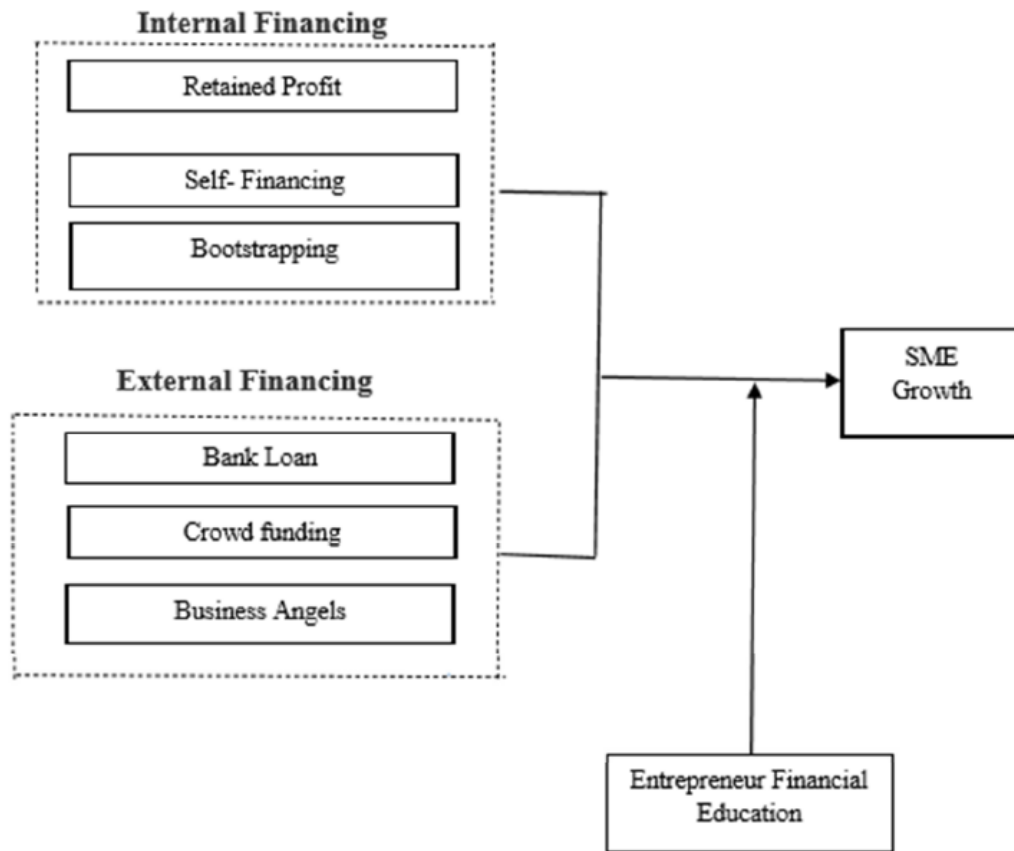 Internal Financing
Retained Profit
Self- Financing
Bootstrapping
External Financing
Bank Loan
Crowd funding
Business Angels
SME
Growth
Entrepreneur Financial
Education